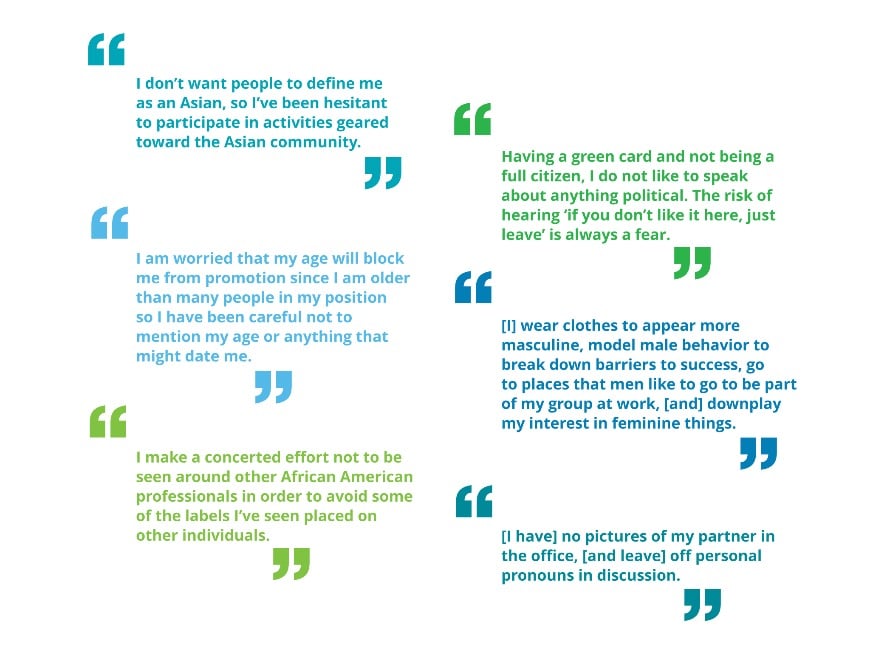 “
I don’t want people to define me
as an Asian, so I’ve been hesitant
to participate in activities geared
toward the Asian community.
”
“
I am worried that my age will block
me from promotion since I am older
than many people in my position
so I have been careful not to
mention my age or anything that
might date me.
”
“
I make a concerted effort not to be
seen around other African American
professionals in order to avoid some
of the labels I’ve seen placed on
other individuals.
”
“
Having a green card and not being a
full citizen, I do not like to speak
about anything political. The risk of
hearing ‘if you don’t like it here, just
leave’ is always a fear.
”
“
[I] wear clothes to appear more
masculine, model male behavior to
break down barriers to success, go
to places that men like to go to be part
of my group at work, [and] downplay
my interest in feminine things.
”
“
[I have] no pictures of my partner in
the office, [and leave] off personal
pronouns in discussion.
”